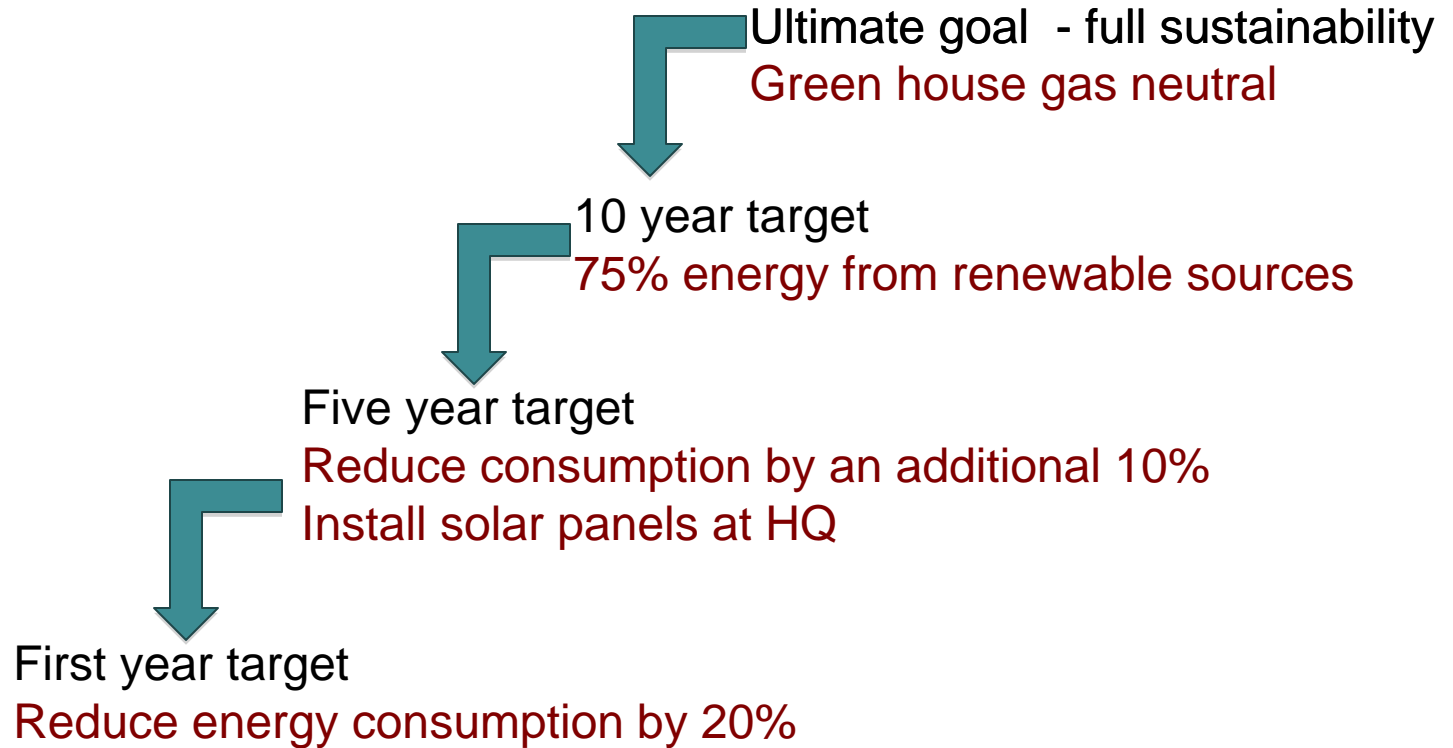 Ultimate goal - full sustainability
Green house gas neutral
10 year target
75% energy from renewable sources
Five year target
Reduce consumption by an additional 10%
Install solar panels at HQ
First year target
Reduce energy consumption by 20%